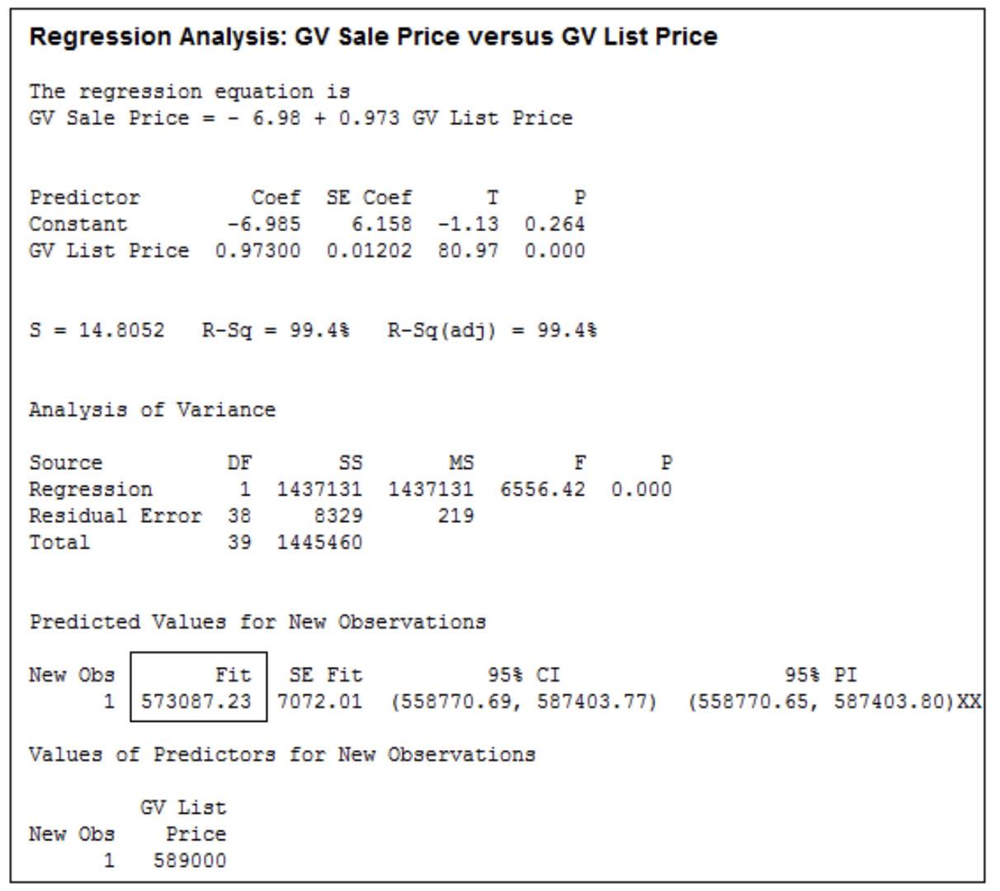 Regression Analysis: GV Sale Price versus GV List Price
The regression equation is
GV Sale Price = - 6.98 + 0.973 GV List Price
Predictor Coef SE Coef T P
Constant -6.985 6.158 -1.13 0.264
GV List Price 0.97300 0.01202 80.97 0.000
S = 14.8052 R-Sq = 99.4% R-Sq(adj) = 99.4%
Analysis of Variance
Source DF SS MS F P
Regression 1 1437131 1437131 6556.42 0.000
Residual Error 38 8329 219
Total 39 1445460
Predicted Values for New Observations
New Obs Fit SE Fit 95% CI 95% PI
1 573087.23 7072.01 (558770.69, 587403.77) (558770.65, 587403.80)XX
Values of Predictors for New Observations
GV List
New Obs Price
1 589000